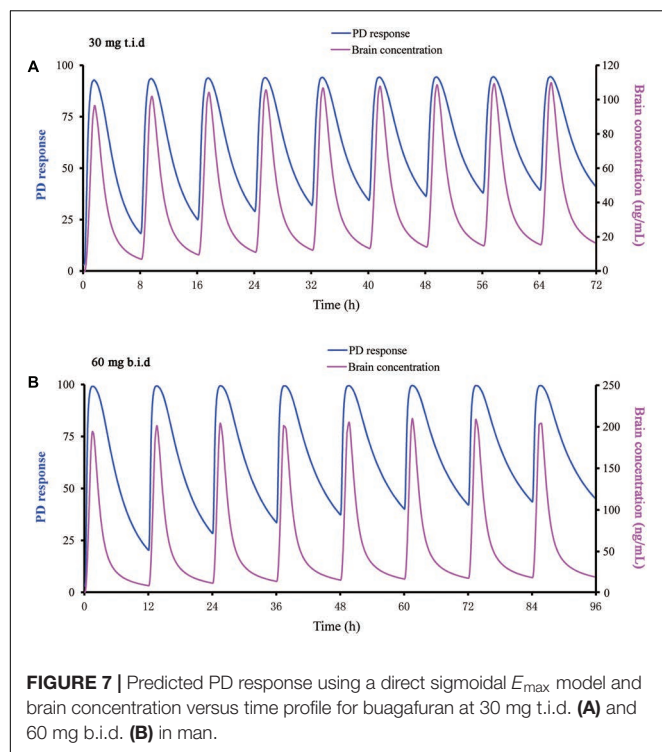 30 mg t.i.d
PD response
Brain concentration
A
100
75
50
25
0
PD response
120
100
80
60
40
20
0
Brain concentration (ng/mL)
0 8 16 24 32 40 48 56 64 72
Time (h)
60 mg b.i.d
PD response
Brain concentration
B
100
75
50
25
0
PD response
250
200
150
100
50
0
Brain concentration (ng/mL)
0 12 24 36 48 60 72 84 96
Time (h)
FIGURE 7 | Predicted PD response using a direct sigmoidal Emax model and
brain concentration versus time profile for buagafuran at 30 mg t.i.d. (A) and
60 mg b.i.d. (B) in man.